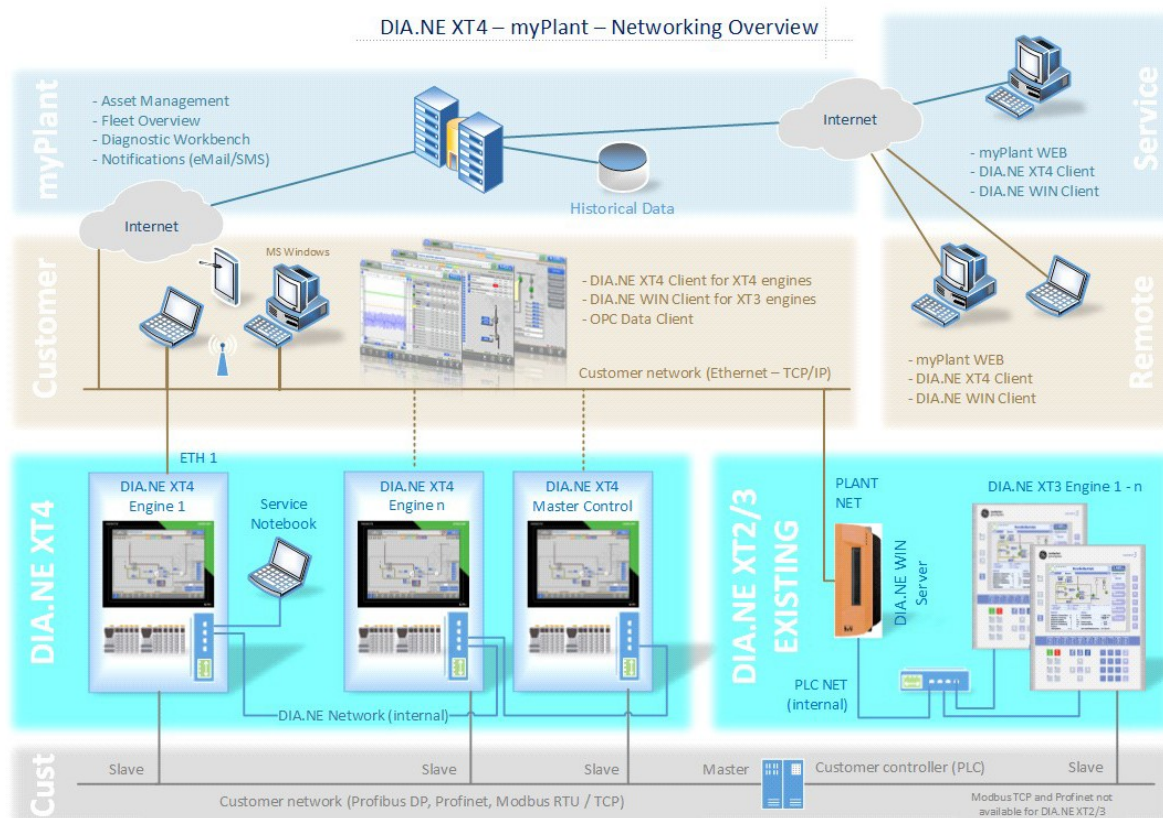 DIA.NE XT4 – myPlant – Networking Overview
myPlant
- Asset Management
- Fleet Overview
- Diagnostic Workbench
- Notifications (eMail/SMS)
Historical Data
Internet
Internet
Service
- myPlant WEB
- DIA.NE XT4 Client
- DIA.NE WIN Client
Customer
MS Windows
- DIA.NE XT4 Client for XT4 engines
- DIA.NE WIN Client for XT3 engines
- OPC Data Client
Customer network (Ethernet – TCP/IP)
Remote
- myPlant WEB
- DIA.NE XT4 Client
- DIA.NE WIN Client
DIA.NE XT4
ETH 1
DIA.NE XT4
Engine 1
Service
Notebook
DIA.NE XT4
Engine n
DIA.NE XT4
Master Control
DIA.NE Network (internal)
DIA.NE XT2/3
EXISTING
PLANT
NET
DIA.NE WIN
Server
DIA.NE XT3 Engine 1 - n
PLC NET
(internal)
Cust
Slave
Slave
Slave
Master
Customer controller (PLC)
Slave
Customer network (Profibus DP, Profinet, Modbus RTU / TCP)
Modbus TCP and Profinet not
available for DIA.NE XT2/3